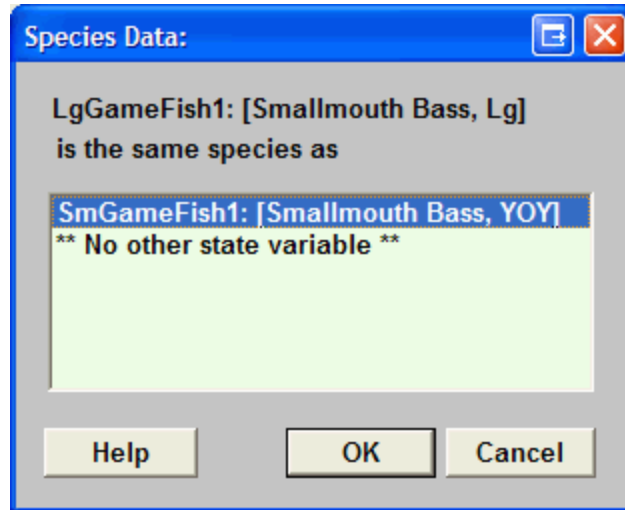 Species Data:
LgGameFish1: [Smallmouth Bass, Lg]
is the same species as
SmGameFish1: [Smallmouth Bass, YOY]
** No other state variable **
Help
OK
Cancel